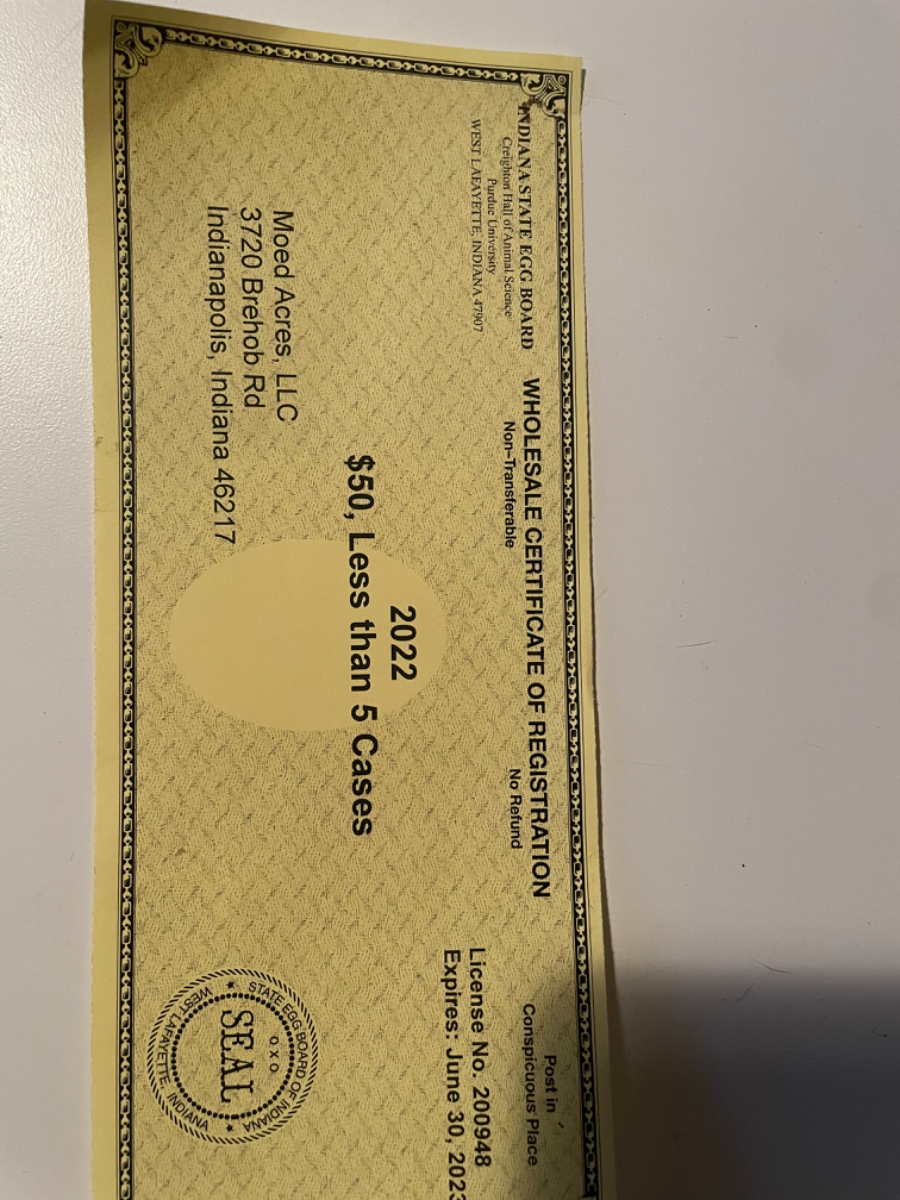 INDIANA STATE EGG BOARD
Creighton Hall of Animal Science
Purdue University
WEST LAFAYETTE, INDIANA 47907
WHOLESALE CERTIFICATE OF REGISTRATION
Non-Transferable
No Refund
Post in
Conspicuous Place
License No. 200948
Expires: June 30, 2023
2022
$50, Less than 5 Cases
Moed Acres, LLC
3720 Brehob Rd
Indianapolis, Indiana 46217
STATE EGG BOARD OF INDIANA
OXO
SEAL
WEST LAFAYETTE, INDIANA